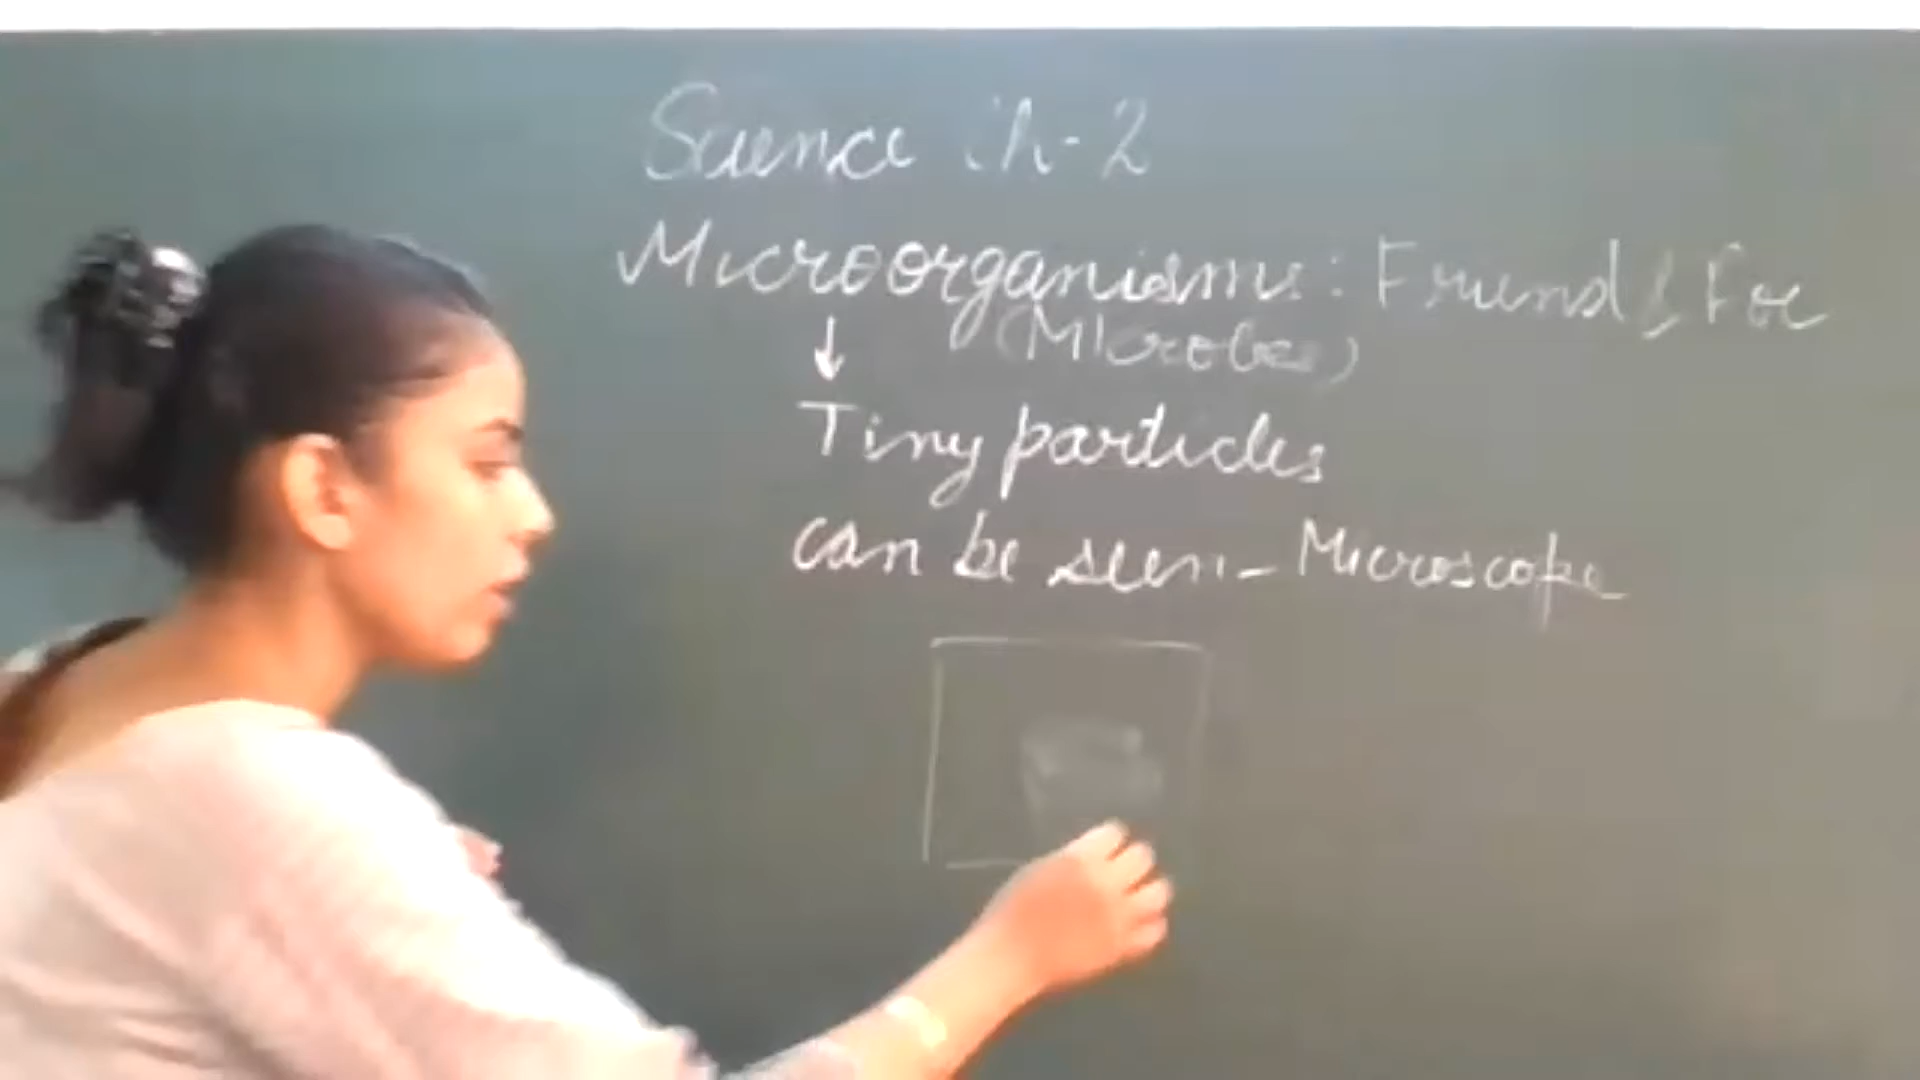 Science Ch-2
Microorganisms: Friend & Foe
(Microbes)
↓
Tiny particles
can be seen - Microscope